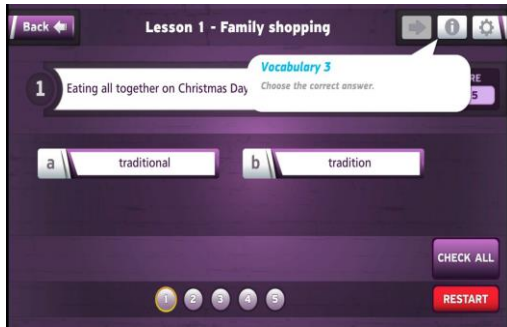 Back
Lesson 1 - Family shopping
i
Vocabulary 3
Choose the correct answer.
1
Eating all together on Christmas Day
RE
5
a
traditional
b
tradition
CHECK ALL
1 2 3 4 5
RESTART